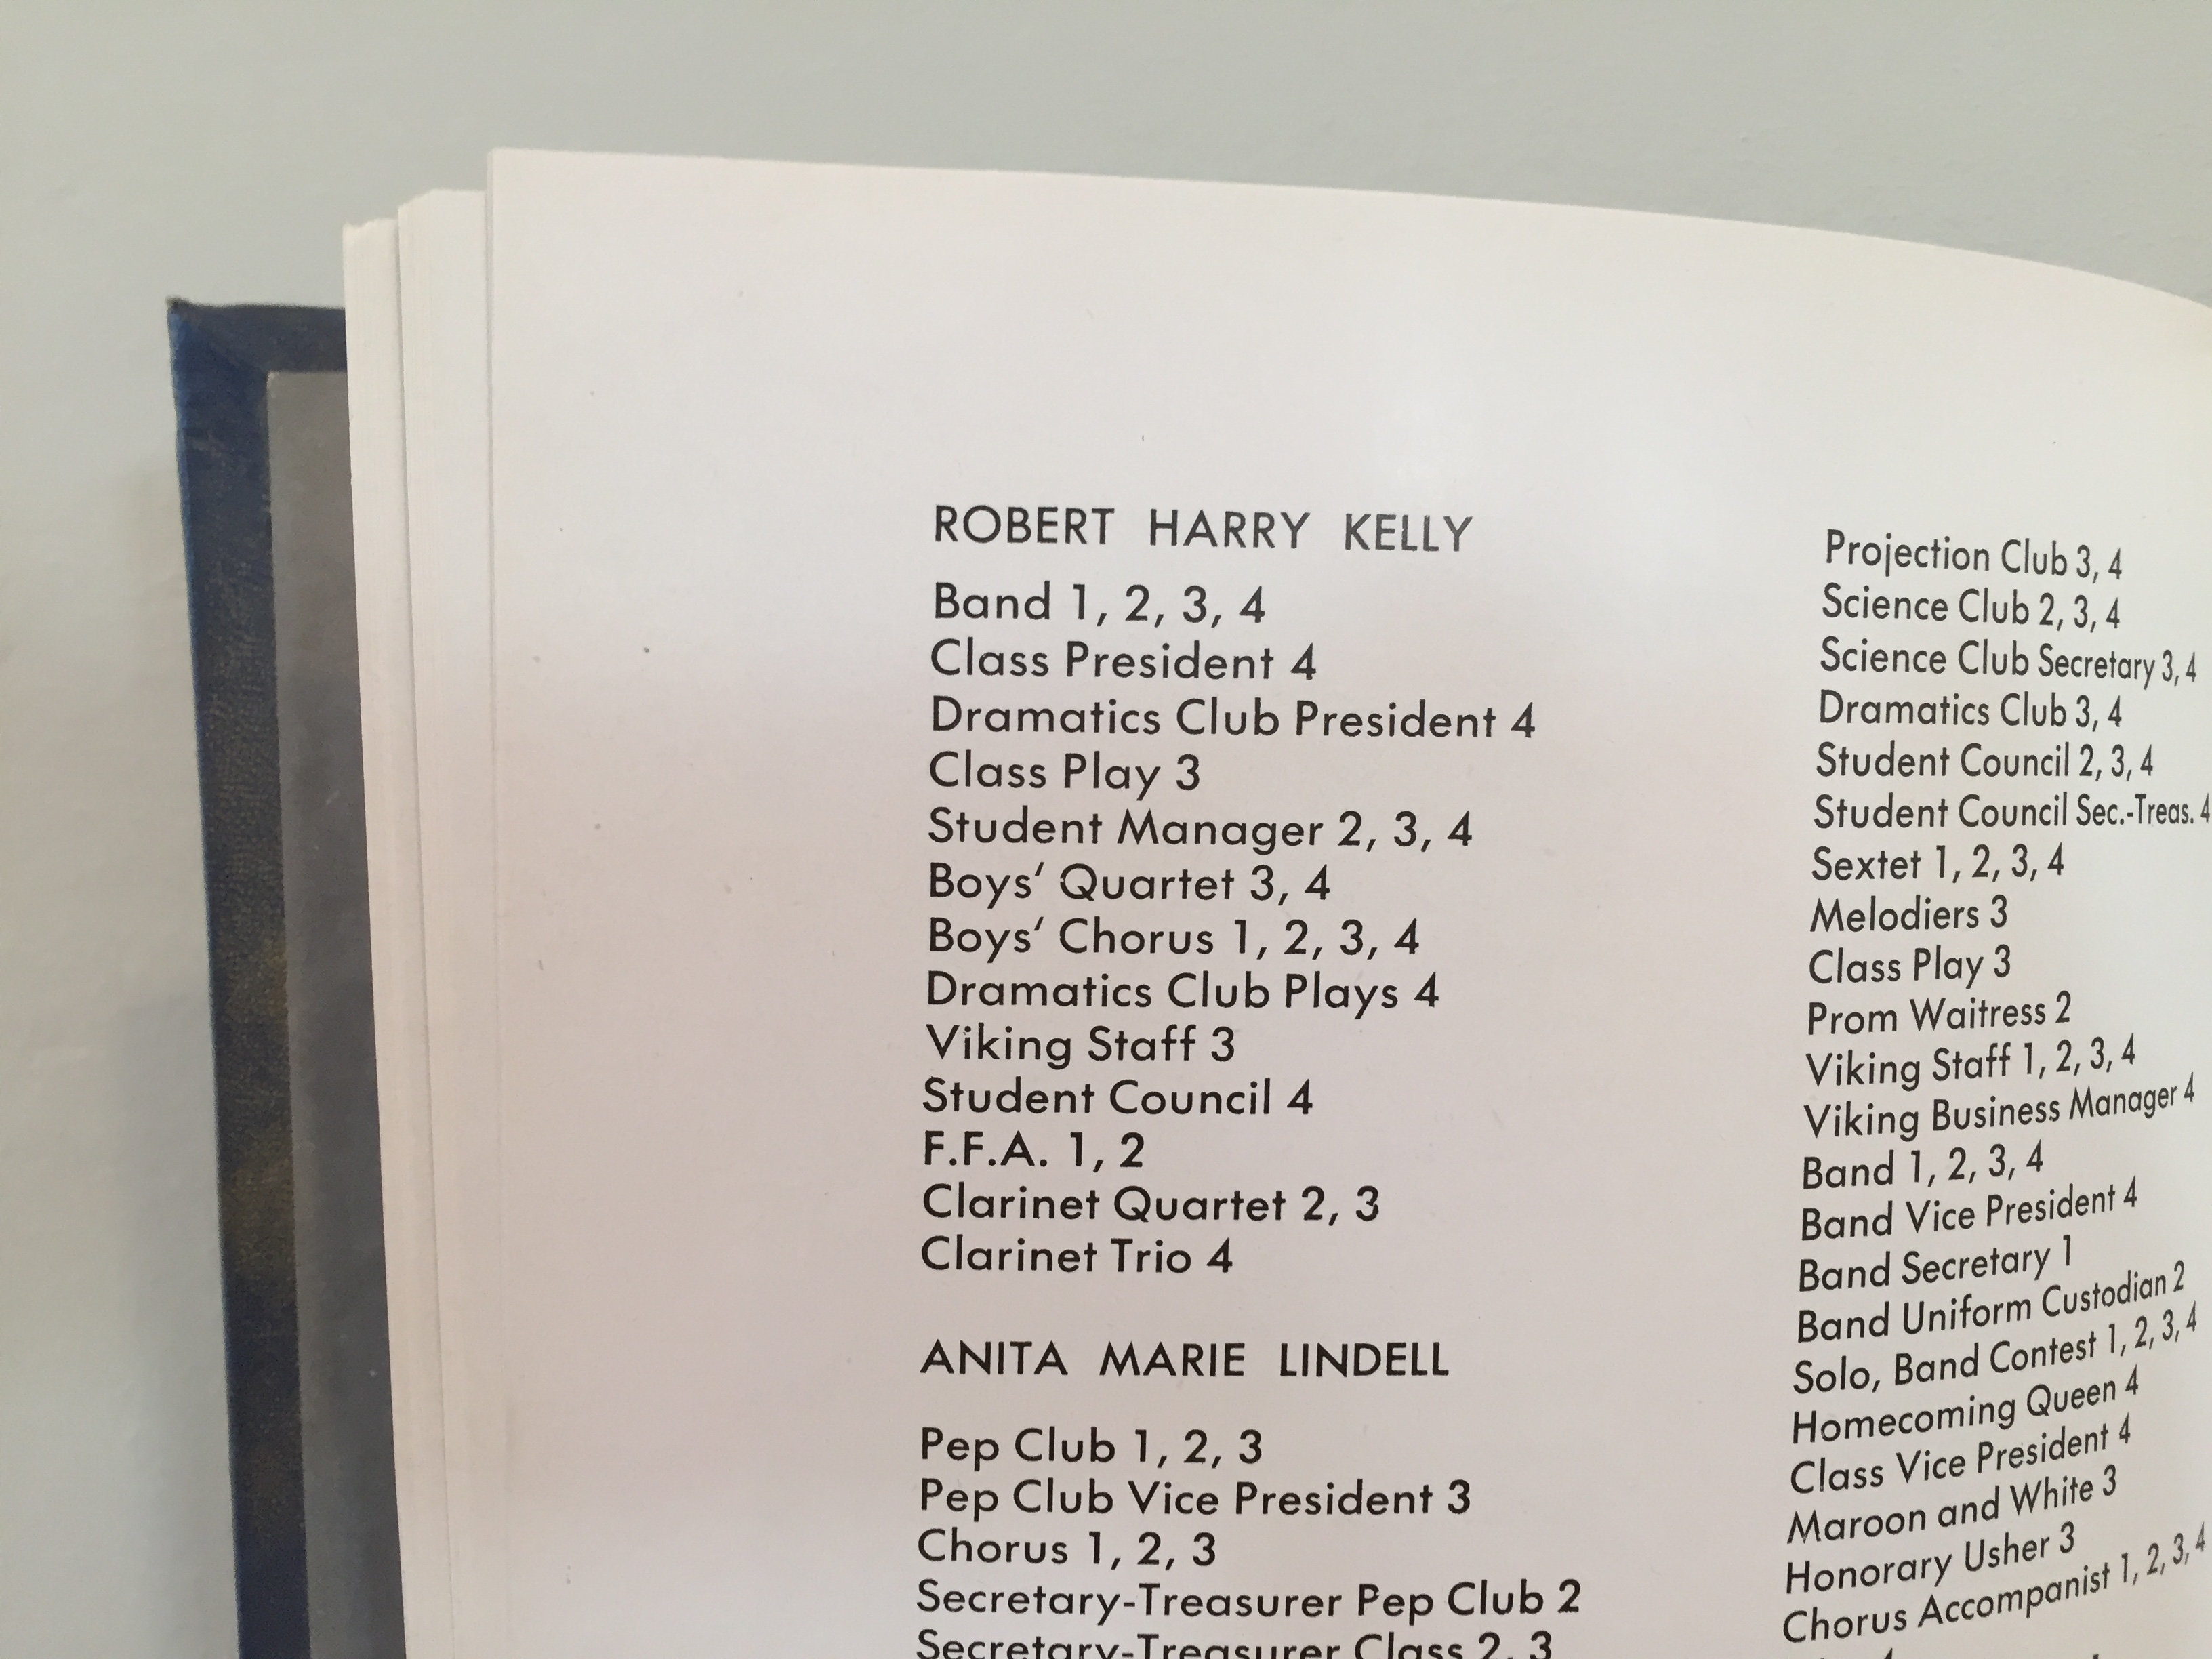 ROBERT HARRY KELLY
Band 1, 2, 3, 4
Class President 4
Dramatics Club President 4
Class Play 3
Student Manager 2, 3, 4
Boys' Quartet 3, 4
Boys' Chorus 1, 2, 3, 4
Dramatics Club Plays 4
Viking Staff 3
Student Council 4
F.F.A. 1, 2
Clarinet Quartet 2, 3
Clarinet Trio 4
ANITA MARIE LINDELL
Pep Club 1, 2, 3
Pep Club Vice President 3
Chorus 1, 2, 3
Secretary-Treasurer Pep Club 2
Secretary-Treasurer Class 2, 3
Projection Club 3, 4
Science Club 2, 3, 4
Science Club Secretary 3, 4
Dramatics Club 3, 4
Student Council 2, 3, 4
Student Council Sec.-Treas. 4
Sextet 1, 2, 3, 4
Melodiers 3
Class Play 3
Prom Waitress 2
Viking Staff 1, 2, 3, 4
Viking Business Manager 4
Band 1, 2, 3, 4
Band Vice President 4
Band Secretary 1
Band Uniform Custodian 2
Solo, Band Contest 1, 2, 3, 4
Homecoming Queen 4
Class Vice President 4
Maroon and White 3
Honorary Usher 3
Chorus Accompanist 1, 2, 3, 4